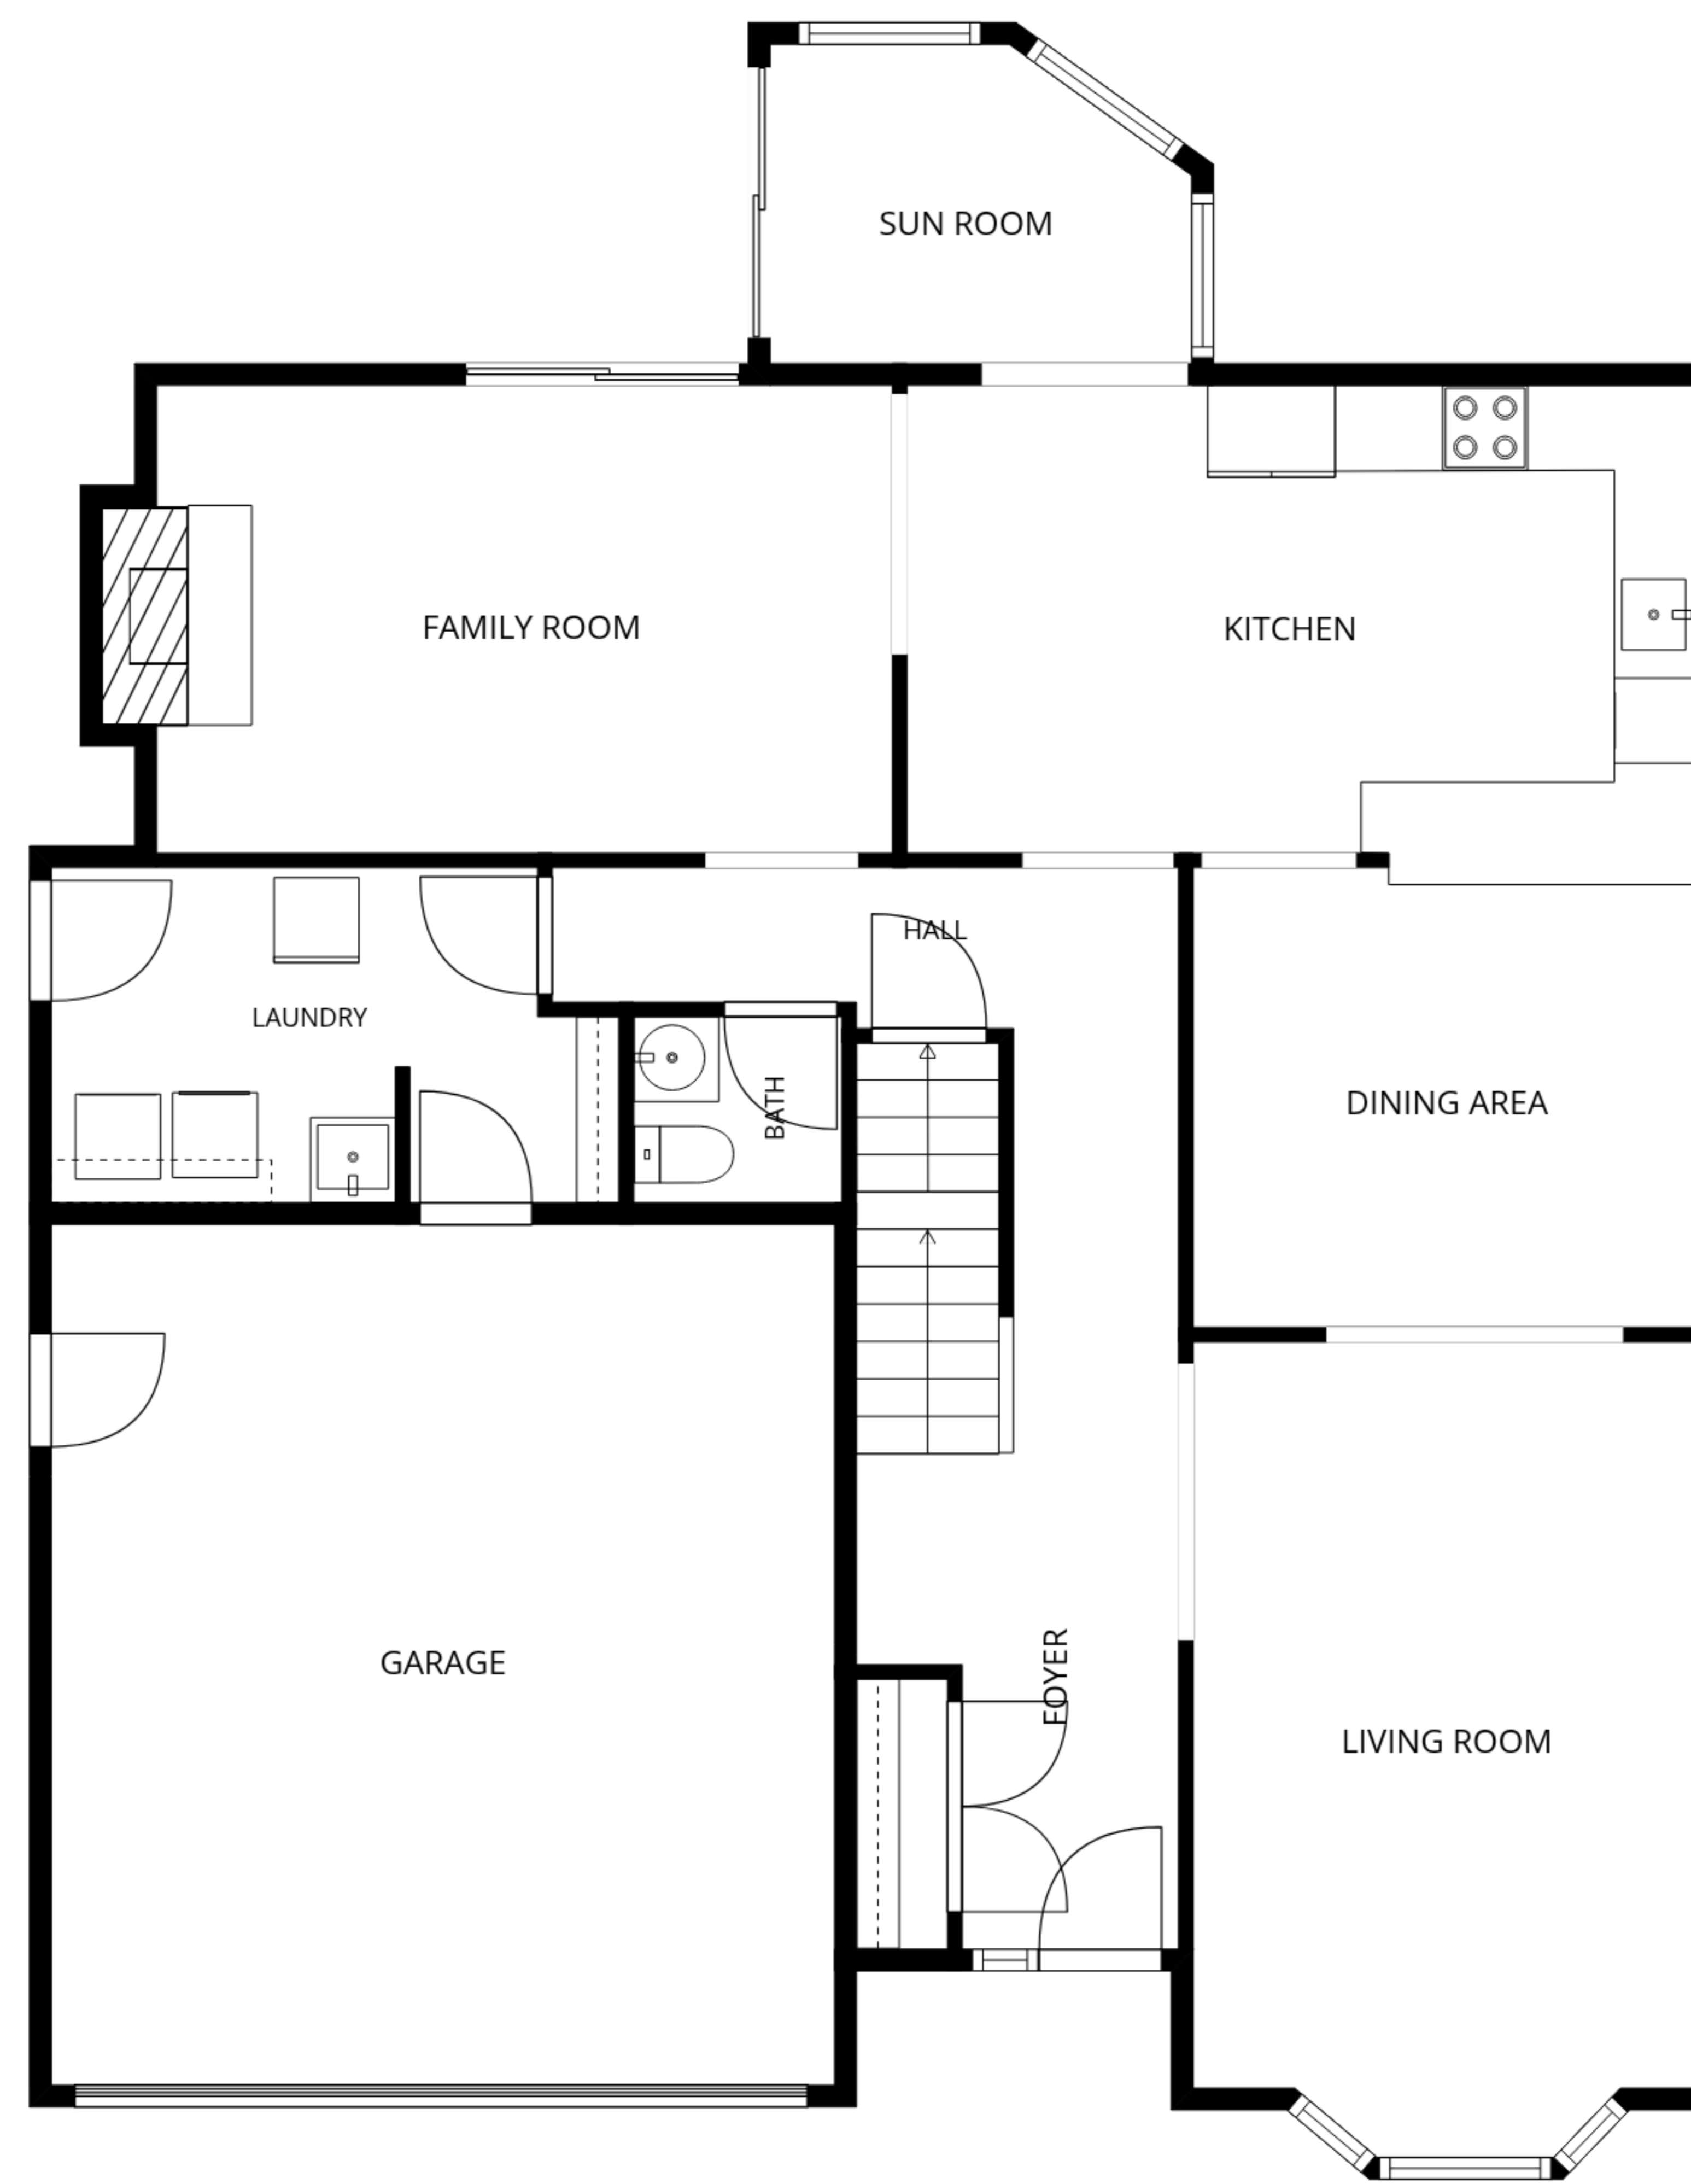 SUN ROOM
FAMILY ROOM
KITCHEN
HALL
LAUNDRY
BATH
DINING AREA
GARAGE
FOYER
LIVING ROOM